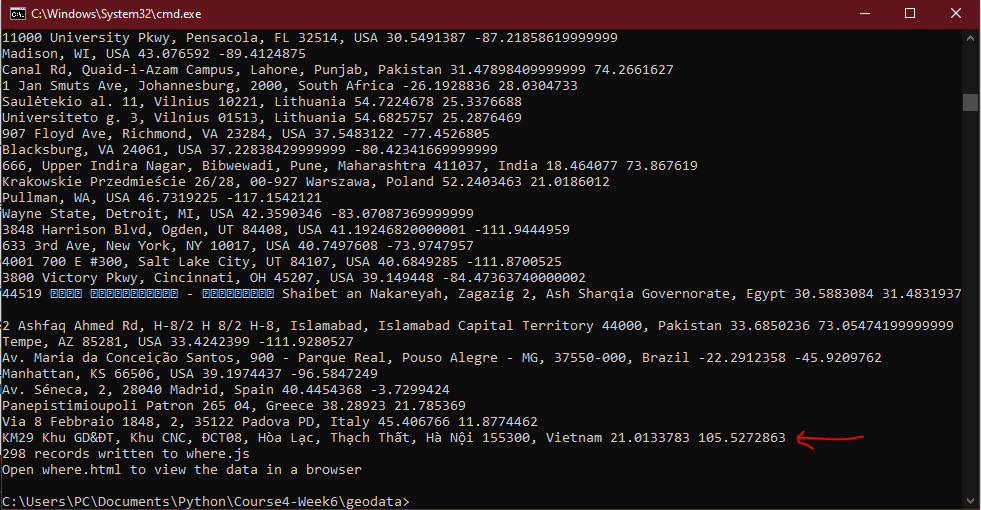 C:\Windows\System32\cmd.exe
11000 University Pkwy, Pensacola, FL 32514, USA 30.5491387 -87.21858619999999
Madison, WI, USA 43.076592 -89.4124875
Canal Rd, Quaid-i-Azam Campus, Lahore, Punjab, Pakistan 31.47898409999999 74.2661627
1 Jan Smuts Ave, Johannesburg, 2000, South Africa -26.1928836 28.0304733
Saulėtekio al. 11, Vilnius 10221, Lithuania 54.7224678 25.3376688
Universiteto g. 3, Vilnius 01513, Lithuania 54.6825757 25.2876469
907 Floyd Ave, Richmond, VA 23284, USA 37.5483122 -77.4526805
Blacksburg, VA 24061, USA 37.22838429999999 -80.42341669999999
666, Upper Indira Nagar, Bibwewadi, Pune, Maharashtra 411037, India 18.464077 73.867619
Krakowskie Przedmieście 26/28, 00-927 Warszawa, Poland 52.2403463 21.0186012
Pullman, WA, USA 46.7319225 -117.1542121
Wayne State, Detroit, MI, USA 42.3590346 -83.07087369999999
3848 Harrison Blvd, Ogden, UT 84408, USA 41.19246820000001 -111.9444959
633 3rd Ave, New York, NY 10017, USA 40.7497608 -73.9747957
4001 700 E #300, Salt Lake City, UT 84107, USA 40.6849285 -111.8700525
3800 Victory Pkwy, Cincinnati, OH 45207, USA 39.149448 -84.47363740000002
44519 - Shaibet an Nakareyah, Zagazig 2, Ash Sharqia Governorate, Egypt 30.5883084 31.4831937
2 Ashfaq Ahmed Rd, H-8/2 H 8/2 H-8, Islamabad, Islamabad Capital Territory 44000, Pakistan 33.6850236 73.05474199999999
Tempe, AZ 85281, USA 33.4242399 -111.9280527
Av. Maria da Conceição Santos, 900 - Parque Real, Pouso Alegre - MG, 37550-000, Brazil -22.2912358 -45.9209762
Manhattan, KS 66506, USA 39.1974437 -96.5847249
Av. Séneca, 2, 28040 Madrid, Spain 40.4454368 -3.7299424
Panepistimioupoli Patron 265 04, Greece 38.28923 21.785369
Via 8 Febbraio 1848, 2, 35122 Padova PD, Italy 45.406766 11.8774462
KM29 Khu GD&ĐT, Khu CNC, ĐCT08, Hòa Lạc, Thạch Thất, Hà Nội 155300, Vietnam 21.0133783 105.5272863
298 records written to where.js
Open where.html to view the data in a browser
C:\Users\PC\Documents\Python\Course4-Week6\geodata>